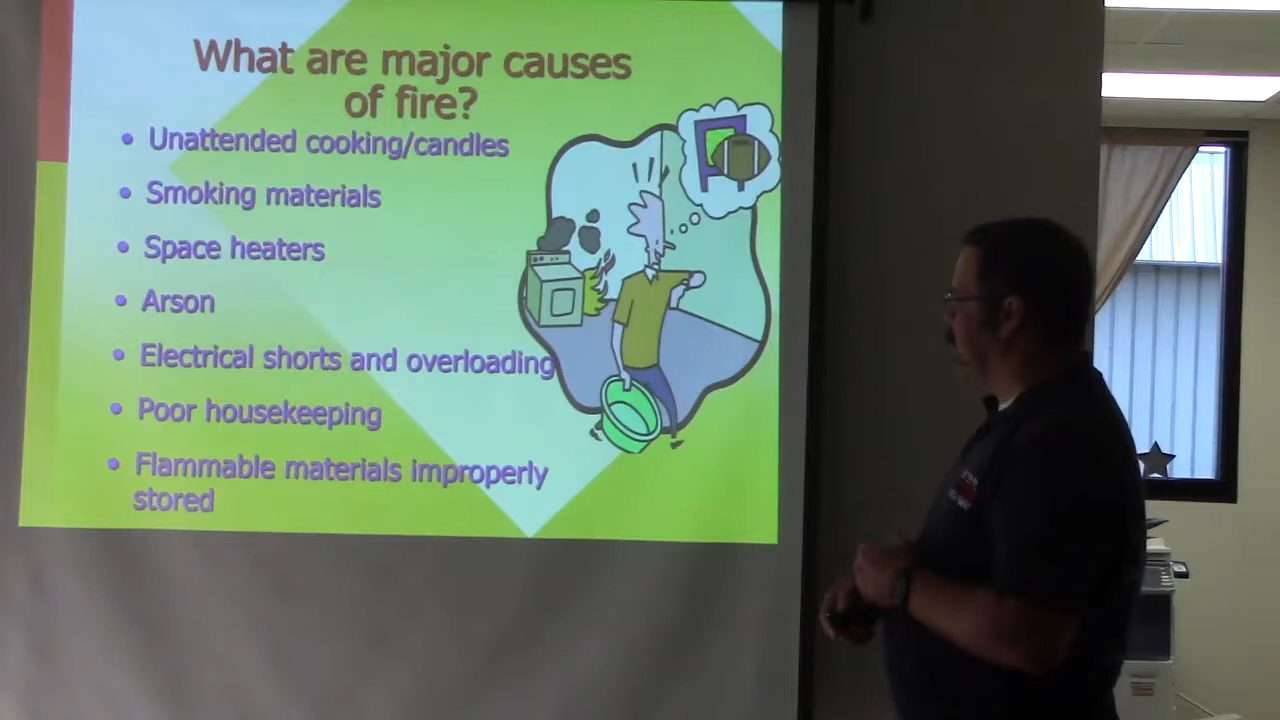 What are major causes
of fire?
• Unattended cooking/candles
• Smoking materials
• Space heaters
• Arson
• Electrical shorts and overloading
• Poor housekeeping
• Flammable materials improperly
stored